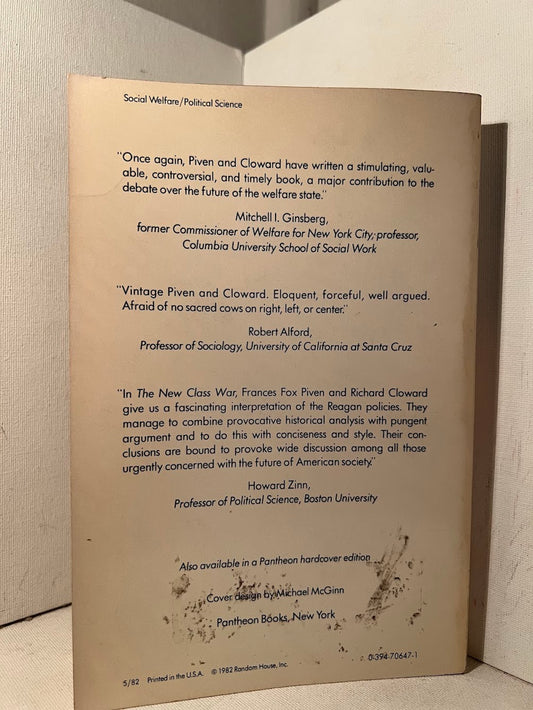 Social Welfare/Political Science
"Once again, Piven and Cloward have written a stimulating, valu-
able, controversial, and timely book, a major contribution to the
debate over the future of the welfare state."
Mitchell I. Ginsberg,
former Commissioner of Welfare for New York City, professor,
Columbia University School of Social Work
"Vintage Piven and Cloward. Eloquent, forceful, well argued.
Afraid of no sacred cows on right, left, or center."
Robert Alford,
Professor of Sociology, University of California at Santa Cruz
"In The New Class War, Frances Fox Piven and Richard Cloward
give us a fascinating interpretation of the Reagan policies. They
manage to combine provocative historical analysis with pungent
argument and to do this with conciseness and style. Their con-
clusions are bound to provoke wide discussion among all those
urgently concerned with the future of American society."
Howard Zinn,
Professor of Political Science, Boston University
Also available in a Pantheon hardcover edition
Cover design by Michael McGinn
Pantheon Books, New York
0-394-70647-1
5/82 Printed in the U.S.A. © 1982 Random House, Inc.